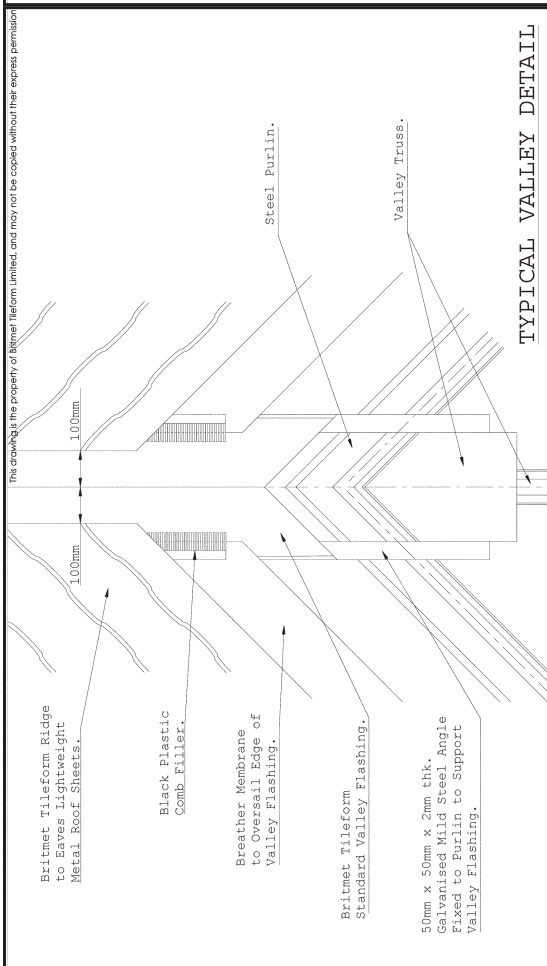 This drawing is the property of Britmet Tileform Limited, and may not be copied without their express permission
Britmet Tileform Ridge
to Eaves Lightweight
Metal Roof Sheets.
100mm
100mm
Black Plastic
Comb Filler.
Breather Membrane
to Oversail Edge of
Valley Flashing.
Steel Purlin.
Britmet Tileform
Standard Valley Flashing.
Valley Truss.
50mm x 50mm x 2mm thk.
Galvanised Mild Steel Angle
Fixed to Purlin to Support
Valley Flashing.
TYPICAL VALLEY DETAIL